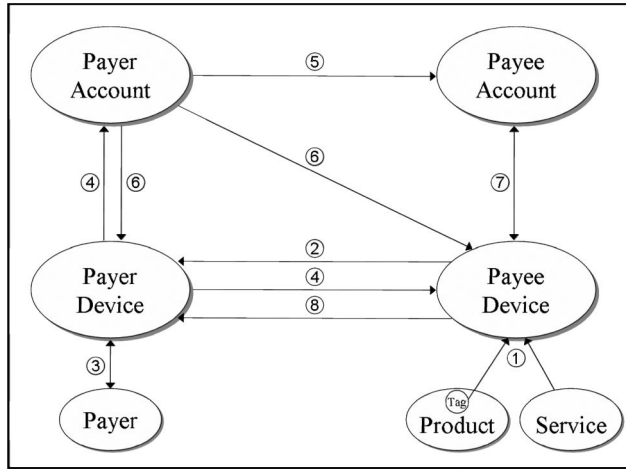 Payer
Account
⑤
Payee
Account
④
⑥
⑥
⑦
Payer
Device
②
④
⑧
Payee
Device
③
①
Payer
Tag
Product
Service